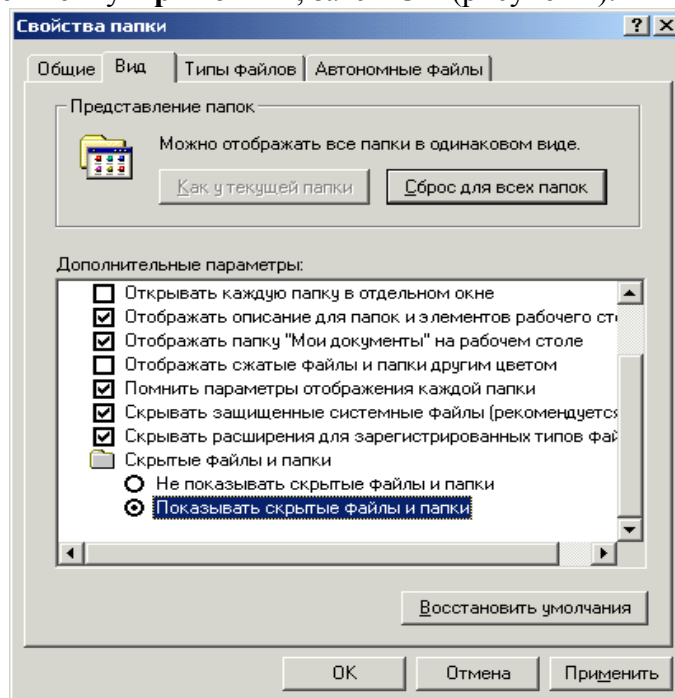 Свойства папки
Общие Вид Типы файлов Автономные файлы
Представление папок
Можно отображать все папки в одинаковом виде.
Как у текущей папки Сброс для всех папок
Дополнительные параметры:
Открывать каждую папку в отдельном окне
Отображать описание для папок и элементов рабочего
Отображать папку "Мои документы" на рабочем столе
Отображать сжатые файлы и папки другим цветом
Помнить параметры отображения каждой папки
Скрывать защищенные системные файлы (рекомендуется
Скрывать расширения для зарегистрированных типов
Скрытые файлы и папки
Не показывать скрытые файлы и папки
Показывать скрытые файлы и папки
Восстановить умолчания
OK Отмена Применить